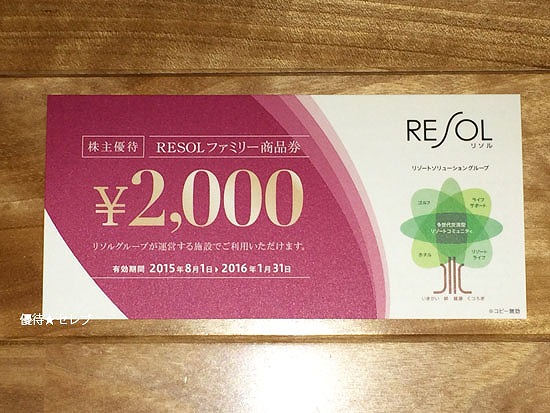 株主優待 RESOLファミリー商品券
¥2,000
リソルグループが運営する施設でご利用いただけます。
有効期間 2015年8月1日▶2016年1月31日
RESOL
リソル
リゾートソリューショングループ
ゴルフ
ライフ
サポート
多世代交流型
リゾートコミュニティ
ホテル
リゾート
ライフ
いきがい 絆 健康 くつろぎ
※コピー無効
優待★セレブ